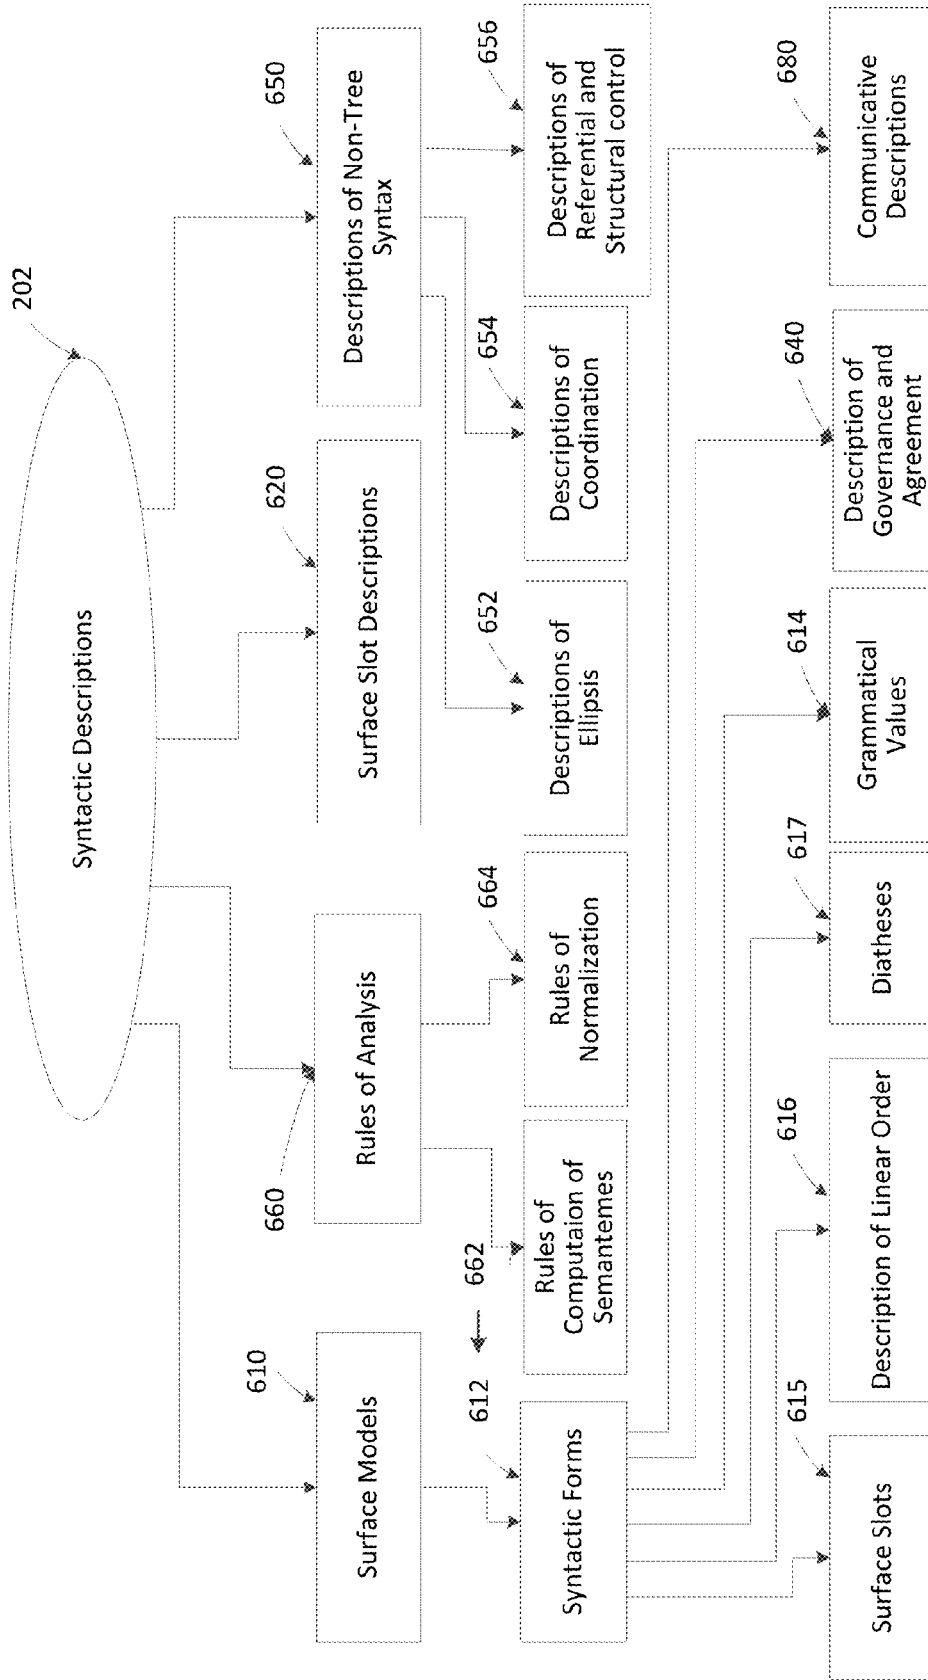 202
Syntactic Descriptions
610
660
620
650
Surface Models
Rules of Analysis
Surface Slot Descriptions
Descriptions of Non-Tree
Syntax
612
662
664
652
654
656
Syntactic Forms
Rules of
Computaion of
Semantemes
Rules of
Normalization
Descriptions of
Ellipsis
Descriptions of
Coordination
Descriptions of
Referential and
Structural control
615
616
617
614
640
680
Surface Slots
Description of Linear Order
Diatheses
Grammatical
Values
Description of
Governance and
Agreement
Communicative
Descriptions